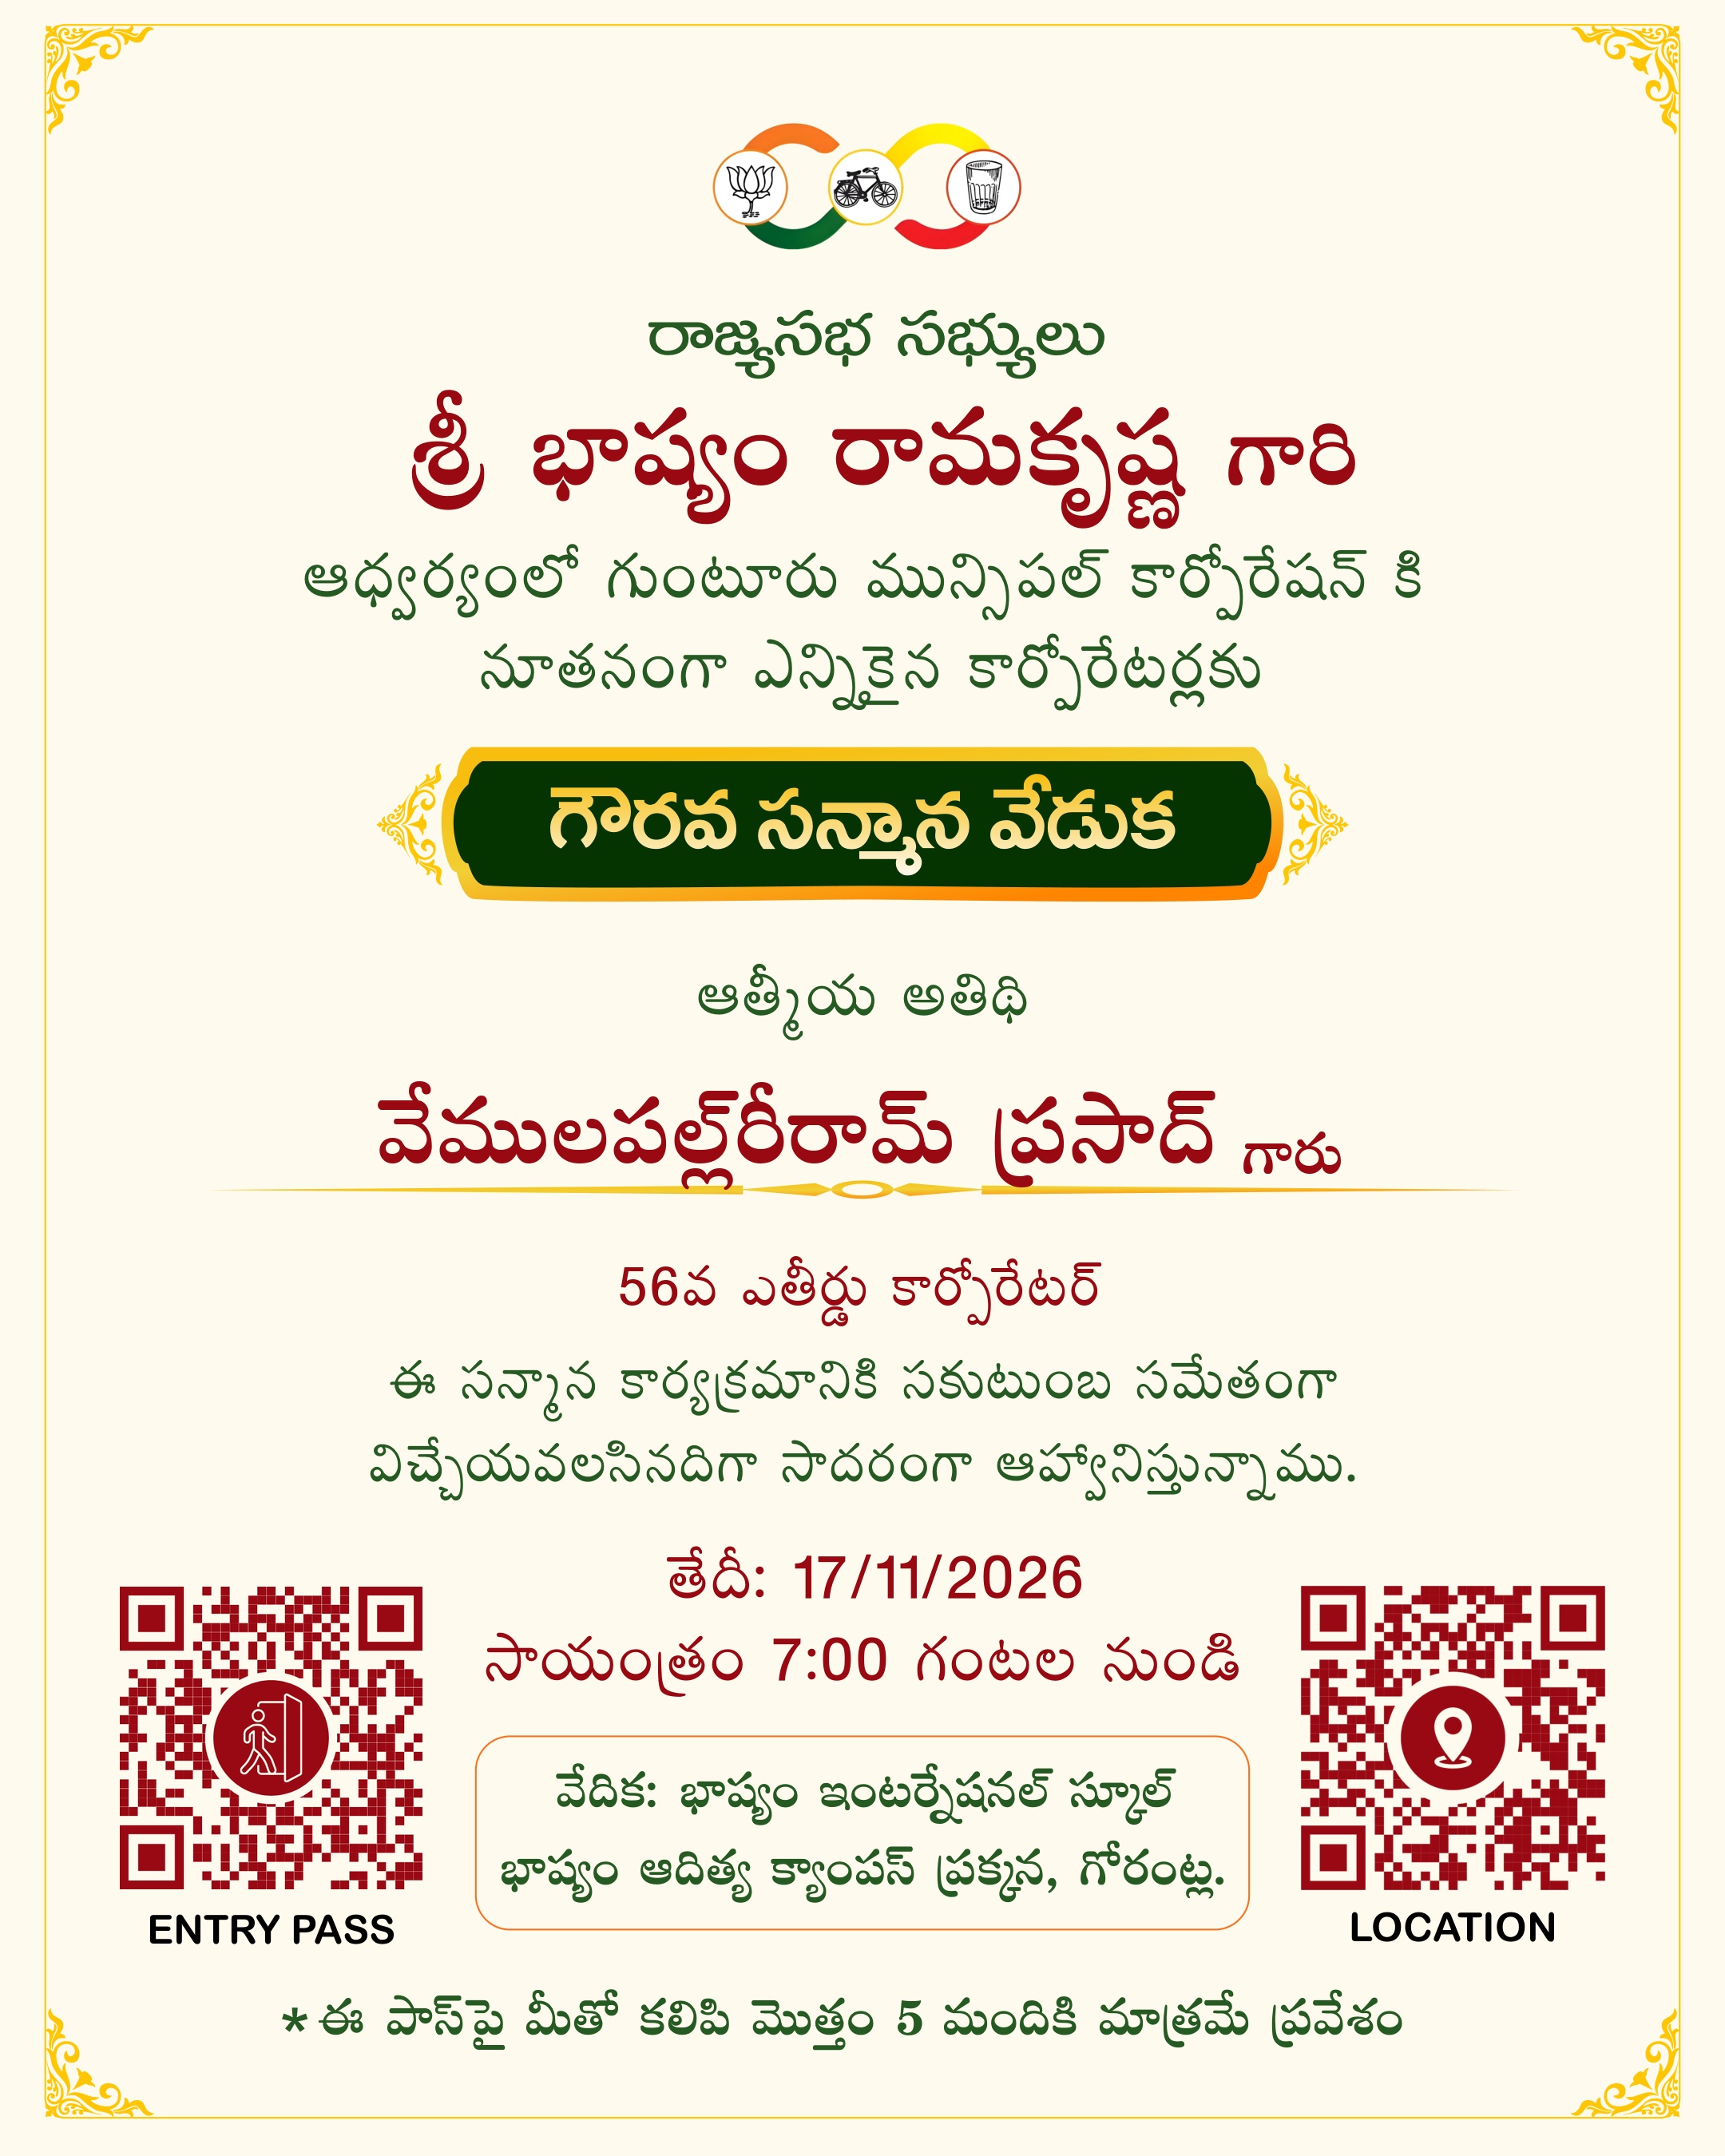 రాజ్యసభ సభ్యులు
శ్రీ భాష్యం రామకృష్ణ గారి
ఆధ్వర్యంలో గుంటూరు మున్సిపల్ కార్పోరేషన్ కి
నూతనంగా ఎన్నికైన కార్పోరేటర్లకు
గౌరవ సన్మాన వేడుక
ఆత్మీయ అతిథి
వేములపల్ల్‌రీరామ్ ప్రసాద్ గారు
56వ ఎతీర్డు కార్పోరేటర్
ఈ సన్మాన కార్యక్రమానికి సకుటుంబ సమేతంగా
విచ్చేయవలసినదిగా సాదరంగా ఆహ్వానిస్తున్నాము.
తేదీ: 17/11/2026
సాయంత్రం 7:00 గంటల నుండి
వేదిక: భాష్యం ఇంటర్నేషనల్ స్కూల్
భాష్యం ఆదిత్య క్యాంపస్ ప్రక్కన, గోరంట్ల.
ENTRY PASS
LOCATION
*ఈ పాస్‌పై మీతో కలిపి మొత్తం 5 మందికి మాత్రమే ప్రవేశం